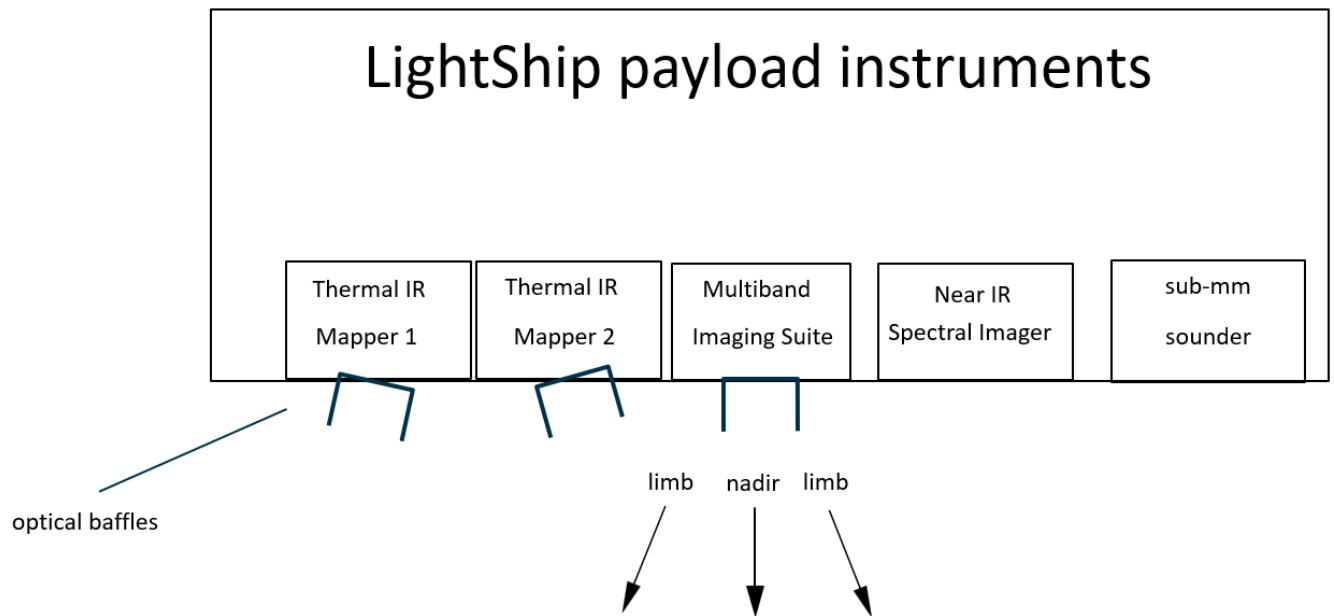 LightShip payload instruments
Thermal IR
Mapper 1
Thermal IR
Mapper 2
Multiband
Imaging Suite
Near IR
Spectral Imager
sub-mm
sounder
optical baffles
limb
nadir
limb